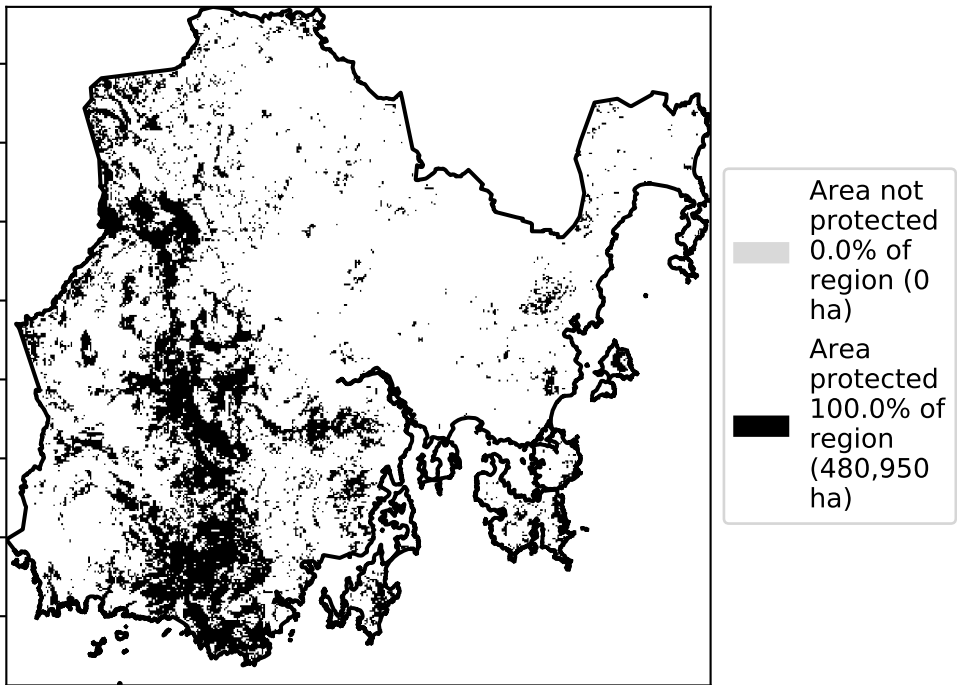 Area not
protected
0.0% of
region (0
ha)
Area
protected
100.0% of
region
(480,950
ha)